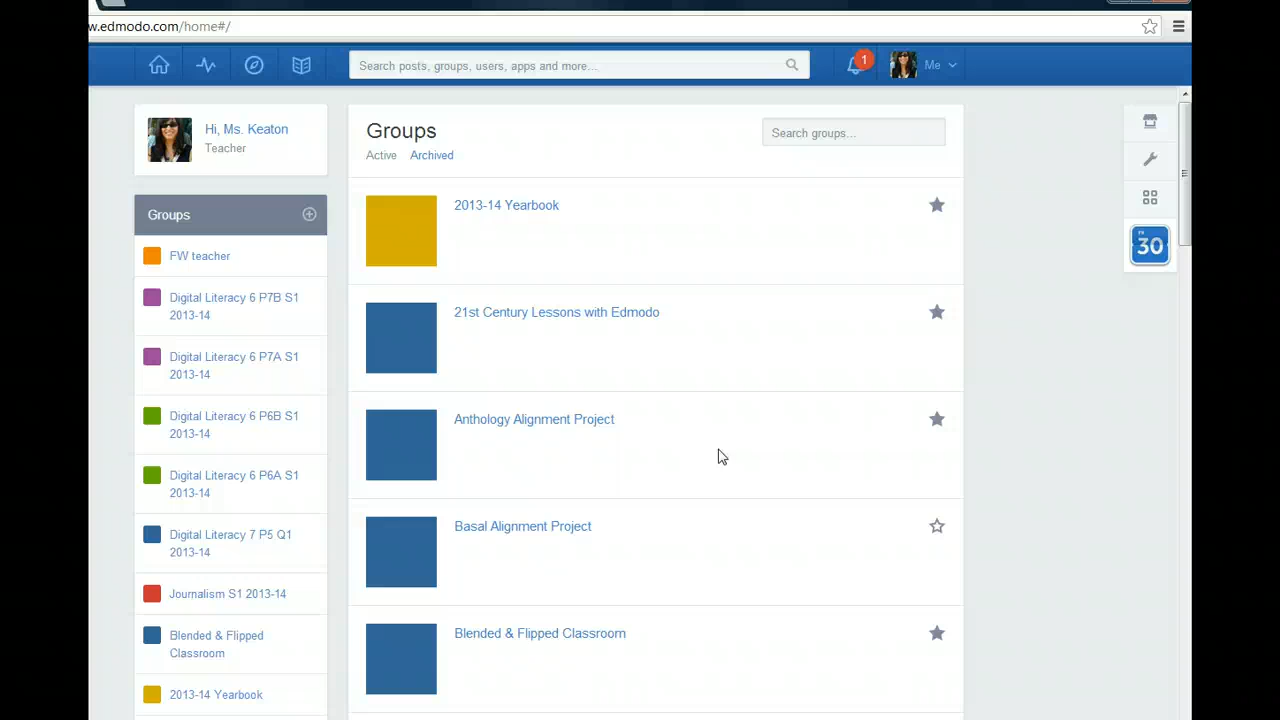 w.edmodo.com/home#/
Search posts, groups, users, apps and more...
1
Me
Hi, Ms. Keaton
Teacher
Groups
FW teacher
Digital Literacy 6 P7B S1
2013-14
Digital Literacy 6 P7A S1
2013-14
Digital Literacy 6 P6B S1
2013-14
Digital Literacy 6 P6A S1
2013-14
Digital Literacy 7 P5 Q1
2013-14
Journalism S1 2013-14
Blended & Flipped
Classroom
2013-14 Yearbook
Groups
Search groups...
Active Archived
2013-14 Yearbook
21st Century Lessons with Edmodo
Anthology Alignment Project
Basal Alignment Project
Blended & Flipped Classroom
30